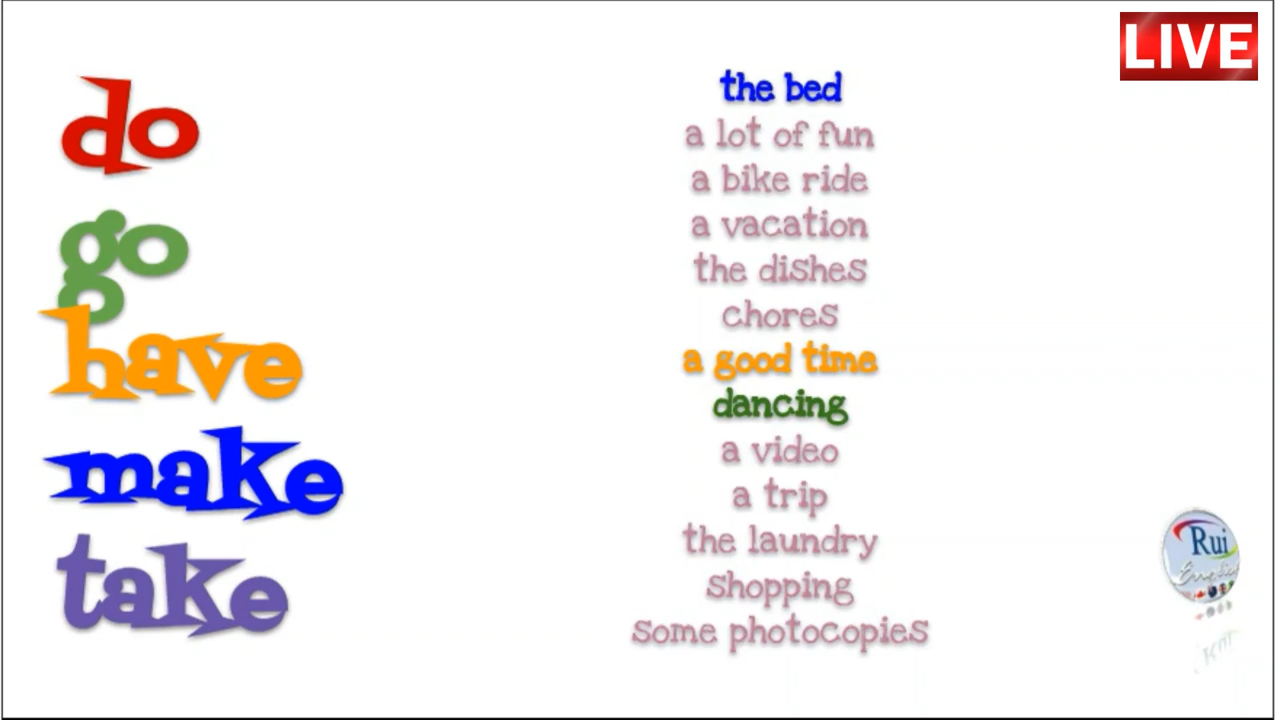 LIVE
do
go
have
make
take
the bed
a lot of fun
a bike ride
a vacation
the dishes
chores
a good time
dancing
a video
a trip
the laundry
shopping
some photocopies
Rui